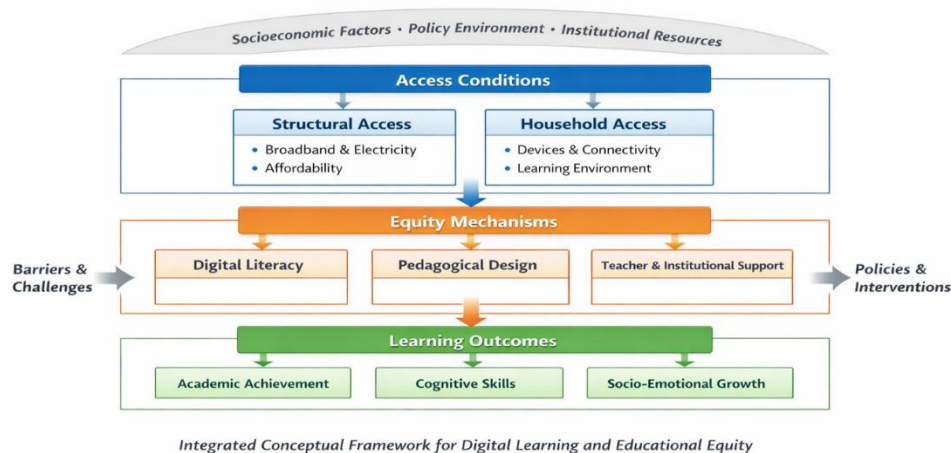 Socioeconomic Factors · Policy Environment · Institutional Resources
Access Conditions
Structural Access
• Broadband & Electricity
• Affordability
Household Access
• Devices & Connectivity
• Learning Environment
Equity Mechanisms
Barriers &
Challenges
Digital Literacy
Pedagogical Design
Teacher & Institutional Support
Policies &
Interventions
Learning Outcomes
Academic Achievement
Cognitive Skills
Socio-Emotional Growth
Integrated Conceptual Framework for Digital Learning and Educational Equity